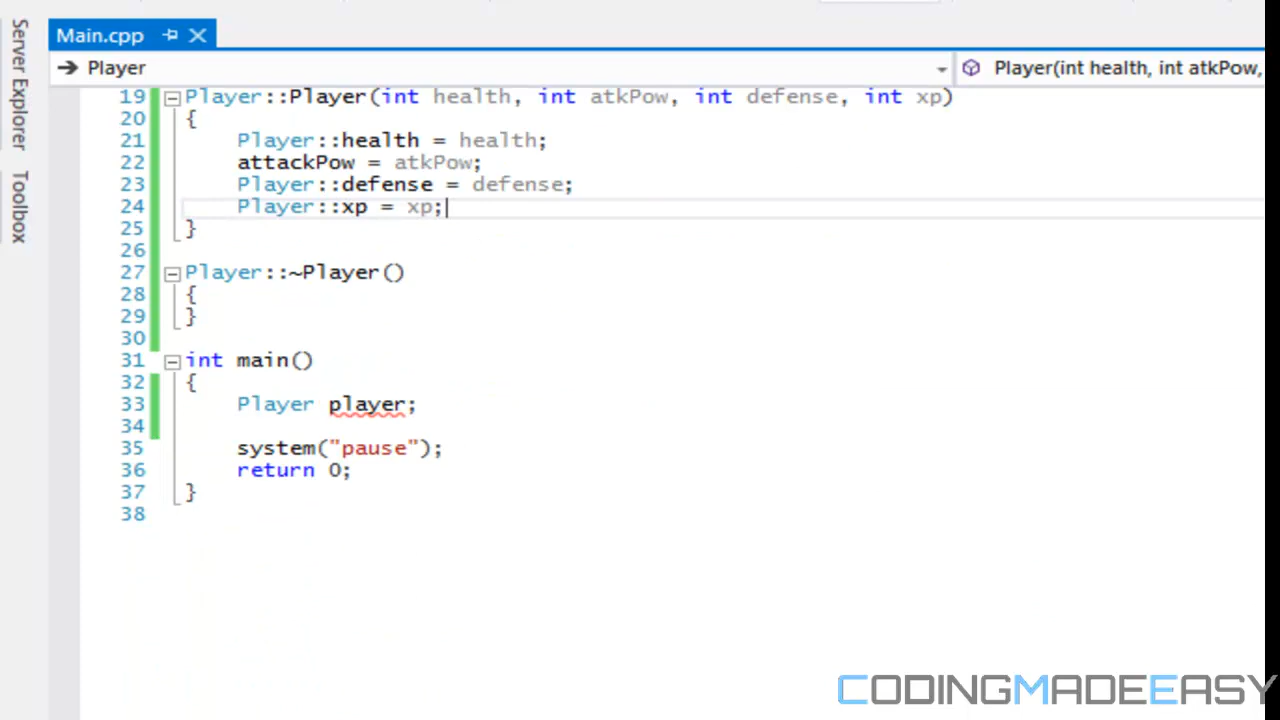 Server Explorer
Toolbox
Main.cpp
Player
Player(int health, int atkPow,
19 Player::Player(int health, int atkPow, int defense, int xp)
20 {
21 Player::health = health;
22 attackPow = atkPow;
23 Player::defense = defense;
24 Player::xp = xp;
25 }
26
27 Player::~Player()
28 {
29 }
30
31 int main()
32 {
33 Player player;
34
35 system("pause");
36 return 0;
37 }
38
CODINGMADEEASY